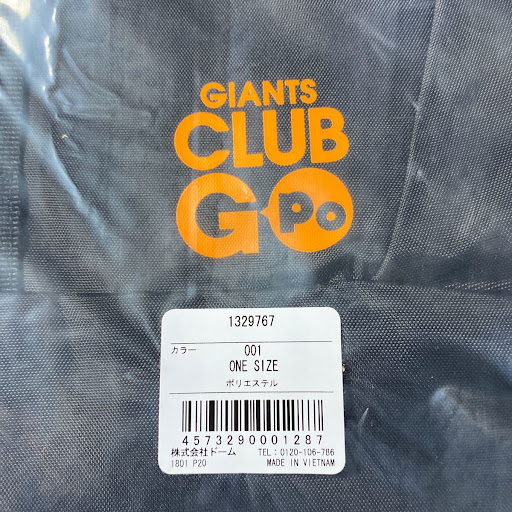 GIANTS
CLUB
G-Po
1329767
カラー 001
ONE SIZE
ポリエステル
4573290001287
株式会社ドーム TEL：0120-106-786
1801 P20 MADE IN VIETNAM